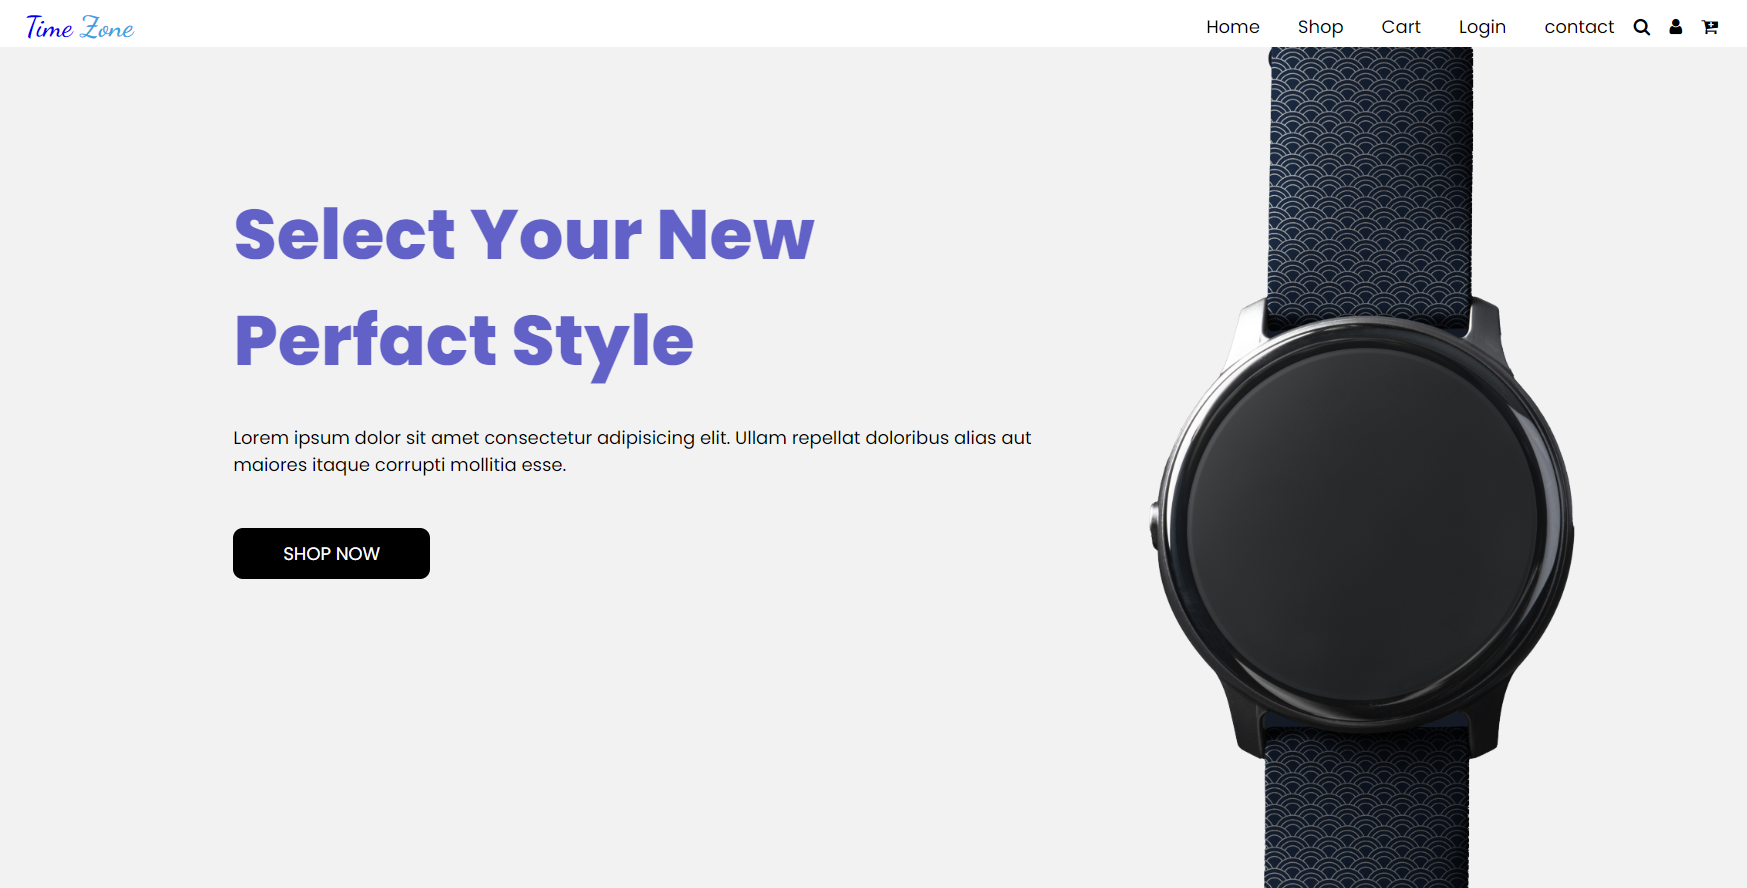 Time Zone
Home Shop Cart Login contact
Select Your New
Perfact Style
Lorem ipsum dolor sit amet consectetur adipisicing elit. Ullam repellat doloribus alias aut
maiores itaque corrupti mollitia esse.
SHOP NOW